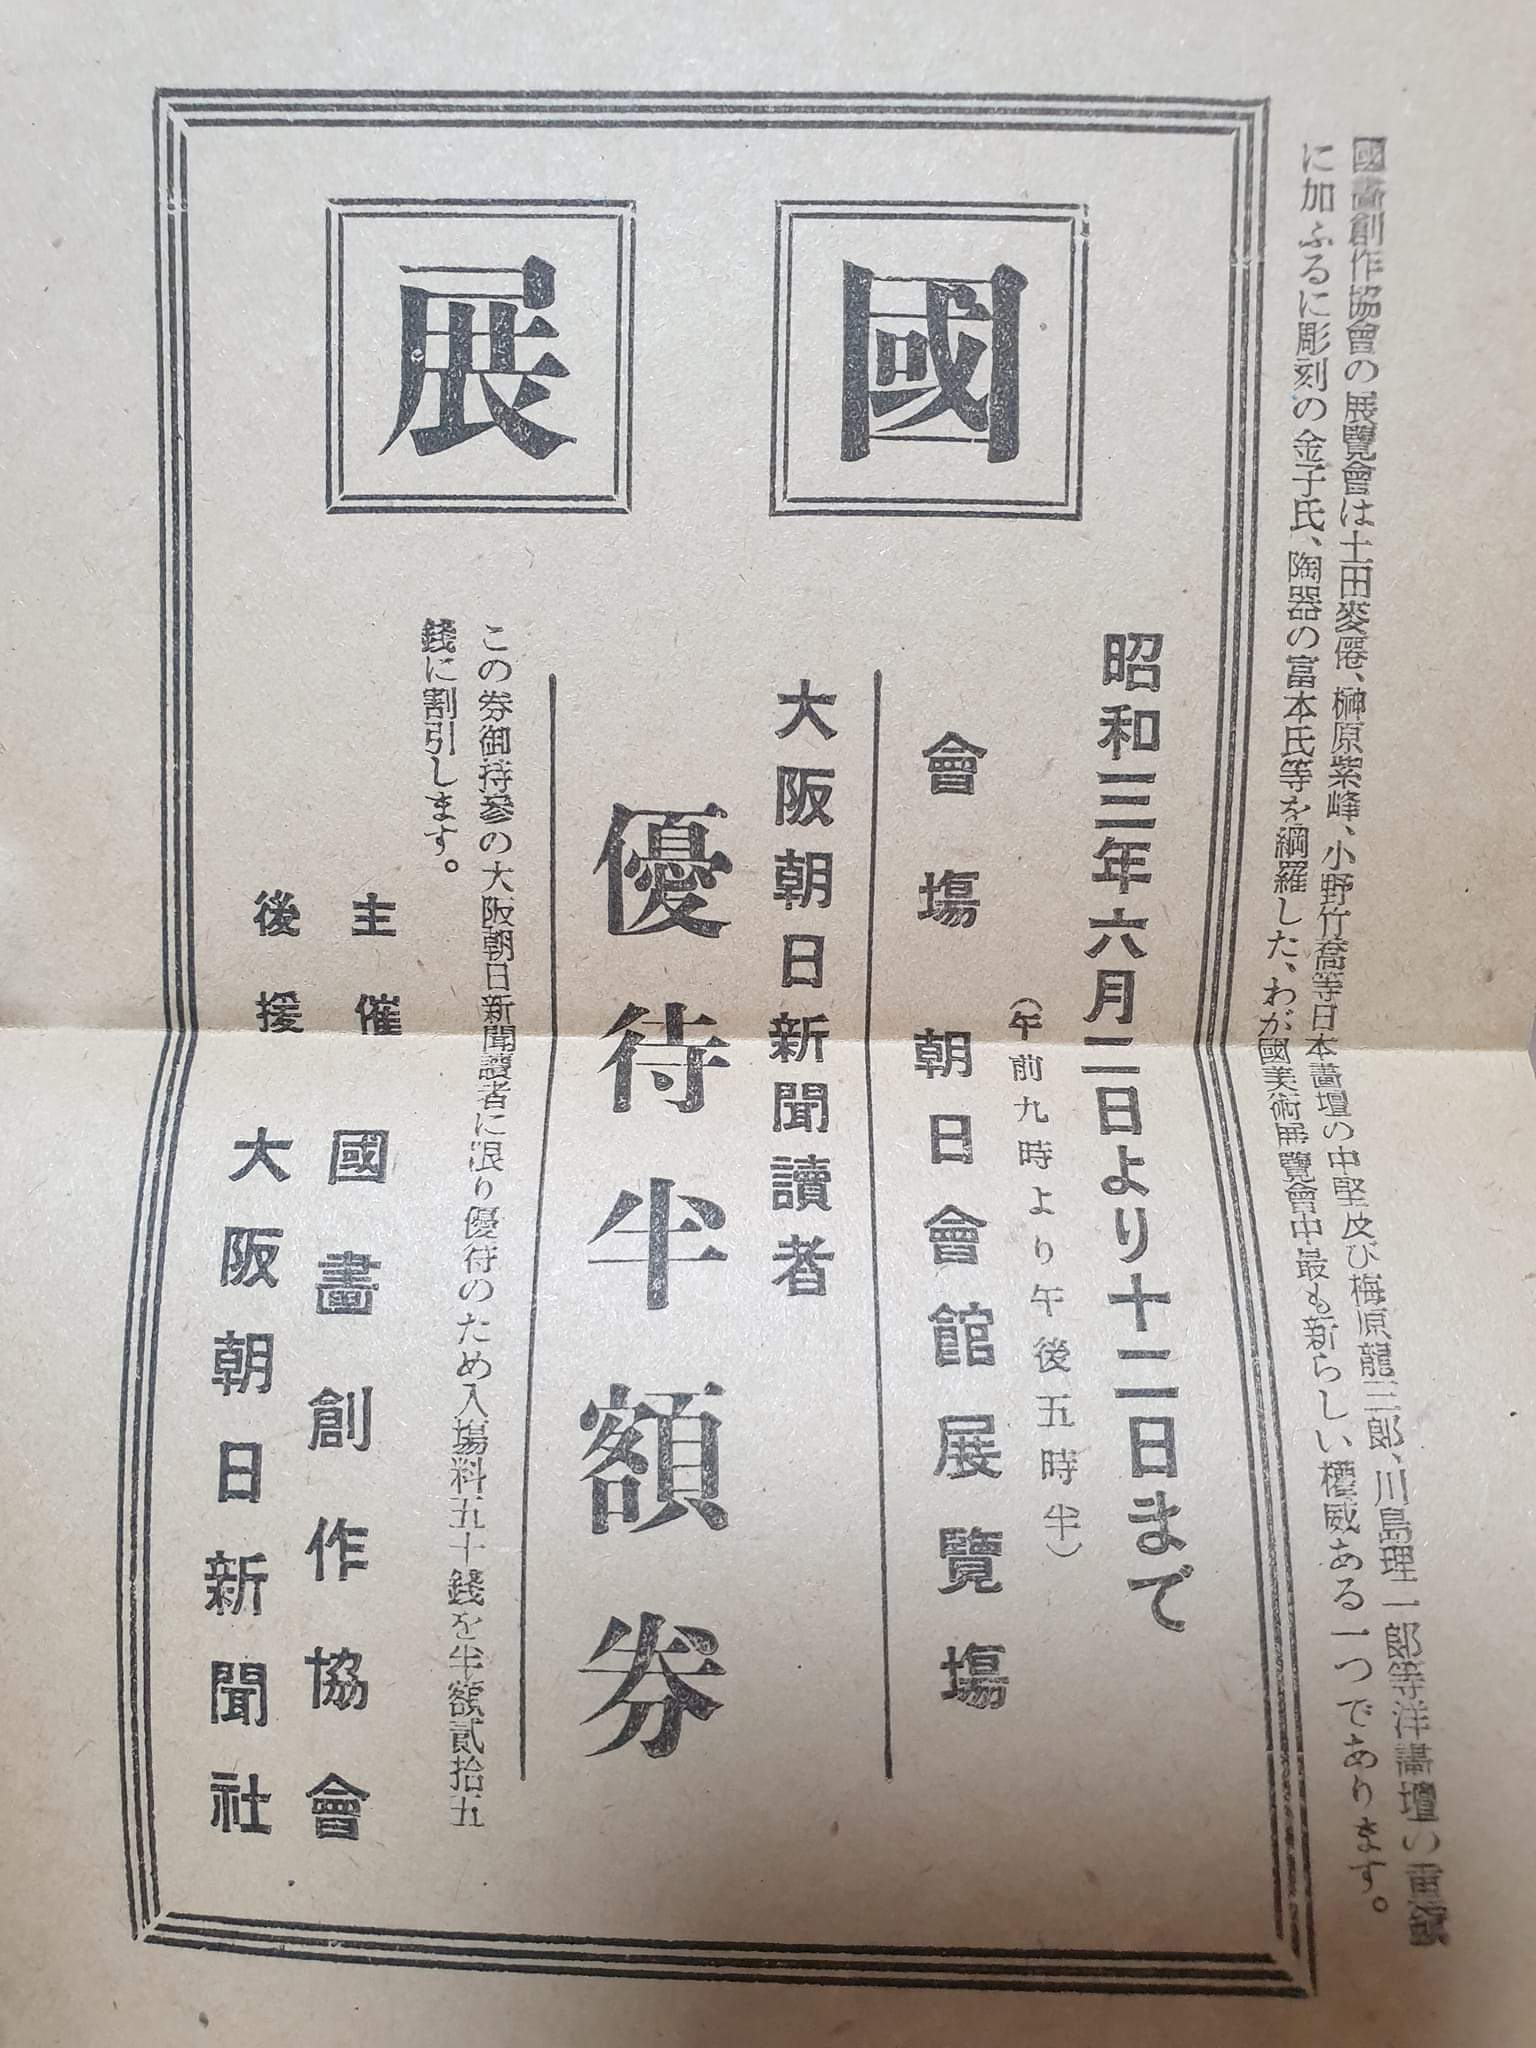 國畵創作協會の展覽會は土田麥僊、榊原紫峰、小野竹喬等日本畵壇の中堅及び梅原龍三郎、川島理一郎等洋畵壇の重鎭
に加ふるに彫刻の金子氏、陶器の富本氏等を網羅した、わが國美術展覽會中最も新らしい權威ある一つであります。
國展
昭和三年六月二日より十二日まで
（午前九時より午後五時半）
會塲 朝日會館展覽塲
大阪朝日新聞讀者
優待半額券
この券御持參の大阪朝日新聞讀者に限り優待のため入塲料五十錢を半額貳拾五
錢に割引します。
主催 國畵創作協會
後援 大阪朝日新聞社